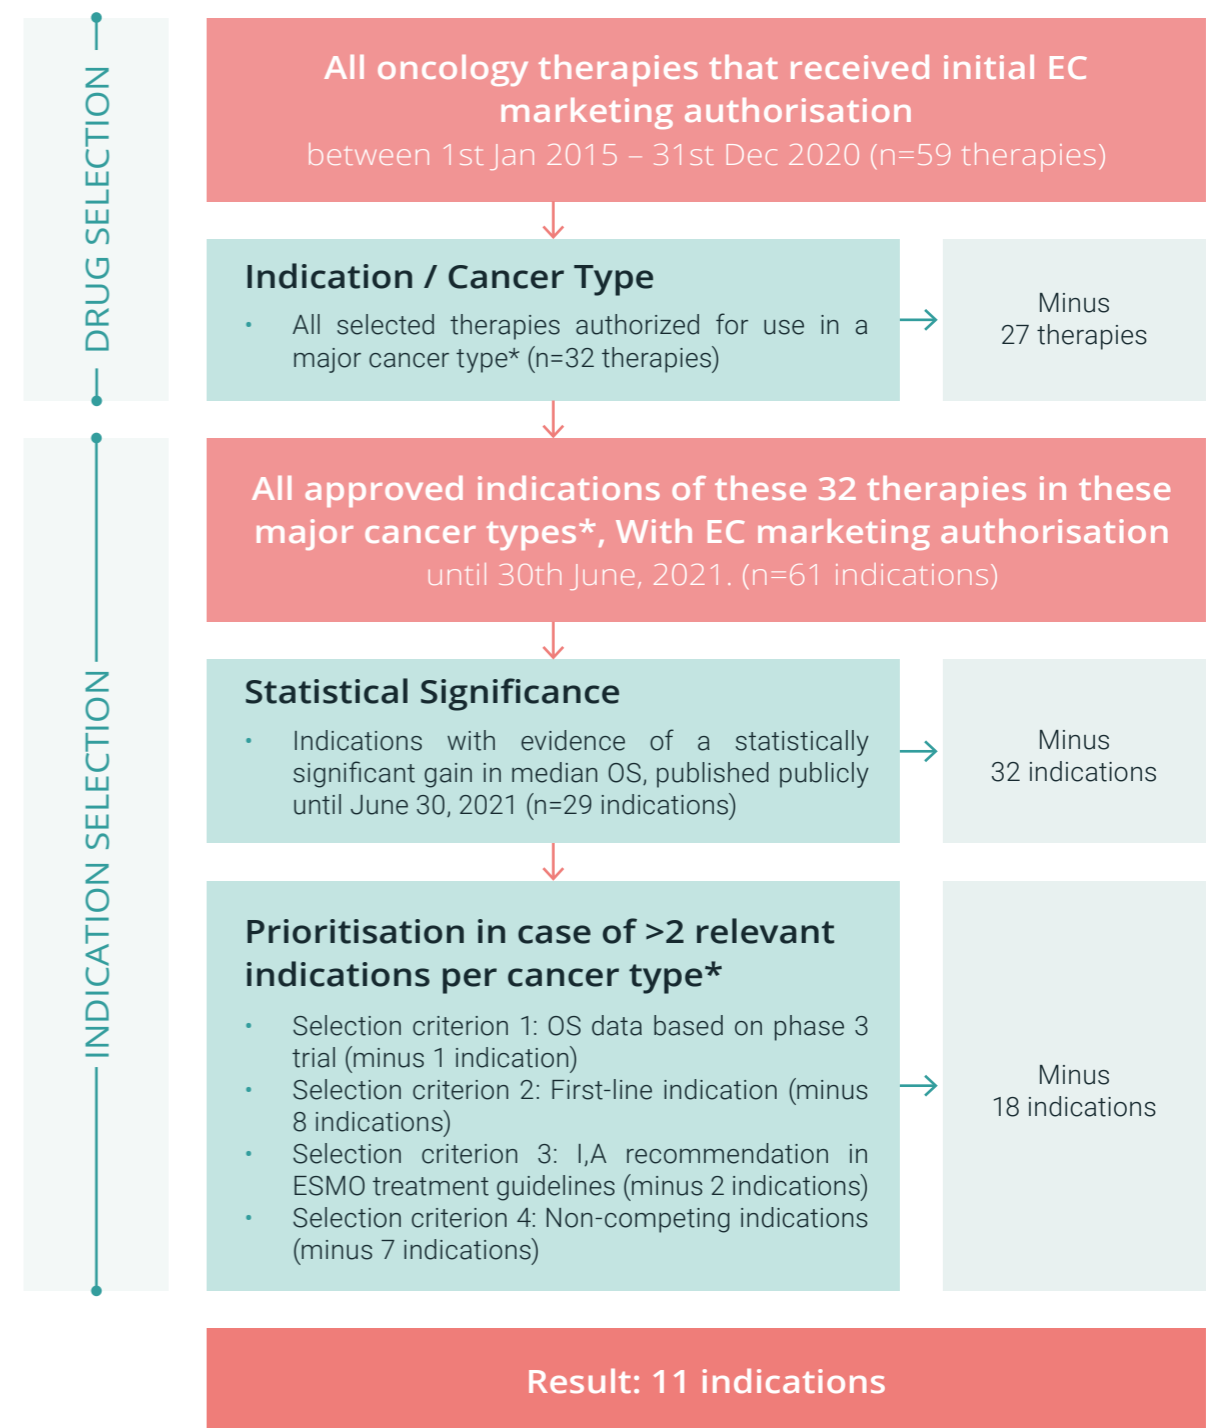 DRUG SELECTION
All oncology therapies that received initial EC
marketing authorisation
between 1st Jan 2015 – 31st Dec 2020 (n=59 therapies)
Indication / Cancer Type
• All selected therapies authorized for use in a
major cancer type* (n=32 therapies)
Minus
27 therapies
INDICATION SELECTION
All approved indications of these 32 therapies in these
major cancer types*, With EC marketing authorisation
until 30th June, 2021. (n=61 indications)
Statistical Significance
• Indications with evidence of a statistically
significant gain in median OS, published publicly
until June 30, 2021 (n=29 indications)
Minus
32 indications
Prioritisation in case of >2 relevant
indications per cancer type*
• Selection criterion 1: OS data based on phase 3
trial (minus 1 indication)
• Selection criterion 2: First-line indication (minus
8 indications)
• Selection criterion 3: I,A recommendation in
ESMO treatment guidelines (minus 2 indications)
• Selection criterion 4: Non-competing indications
(minus 7 indications)
Minus
18 indications
Result: 11 indications